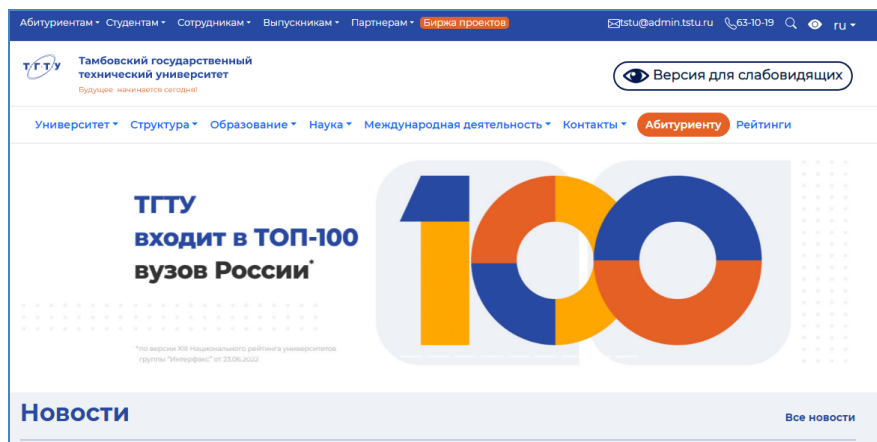 Абитуриентам Студентам Сотрудникам Выпускникам Партнерам Биржа проектов tstu@admin.tstu.ru 63-10-19 ru
ТГТУ
Тамбовский государственный
технический университет
Будущее начинается сегодня!
Версия для слабовидящих
Университет Структура Образование Наука Международная деятельность Контакты Абитуриенту Рейтинги
ТГТУ
входит в ТОП-100
вузов России*
100
*по версии XIII Национального рейтинга университетов
группы "Интерфакс" от 23.06.2022
Новости
Все новости